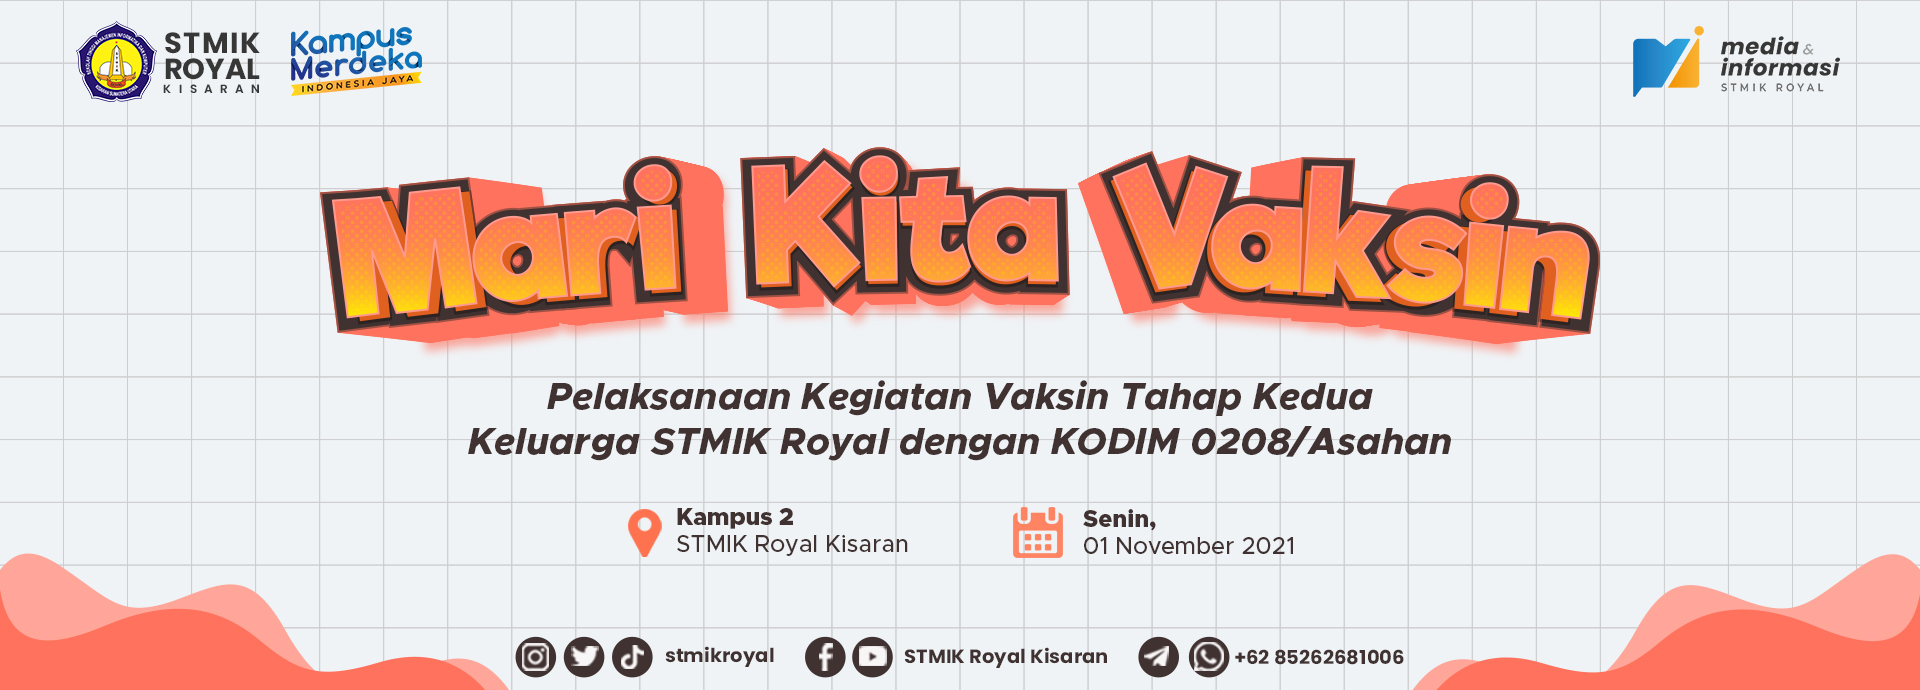 STMIK
ROYAL
KISARAN
Kampus
Merdeka
INDONESIA JAYA
media &
informasi
STMIK ROYAL
Mari Kita Vaksin
Pelaksanaan Kegiatan Vaksin Tahap Kedua
Keluarga STMIK Royal dengan KODIM 0208/Asahan
Kampus 2
STMIK Royal Kisaran
Senin,
01 November 2021
stmikroyal
STMIK Royal Kisaran
+62 85262681006